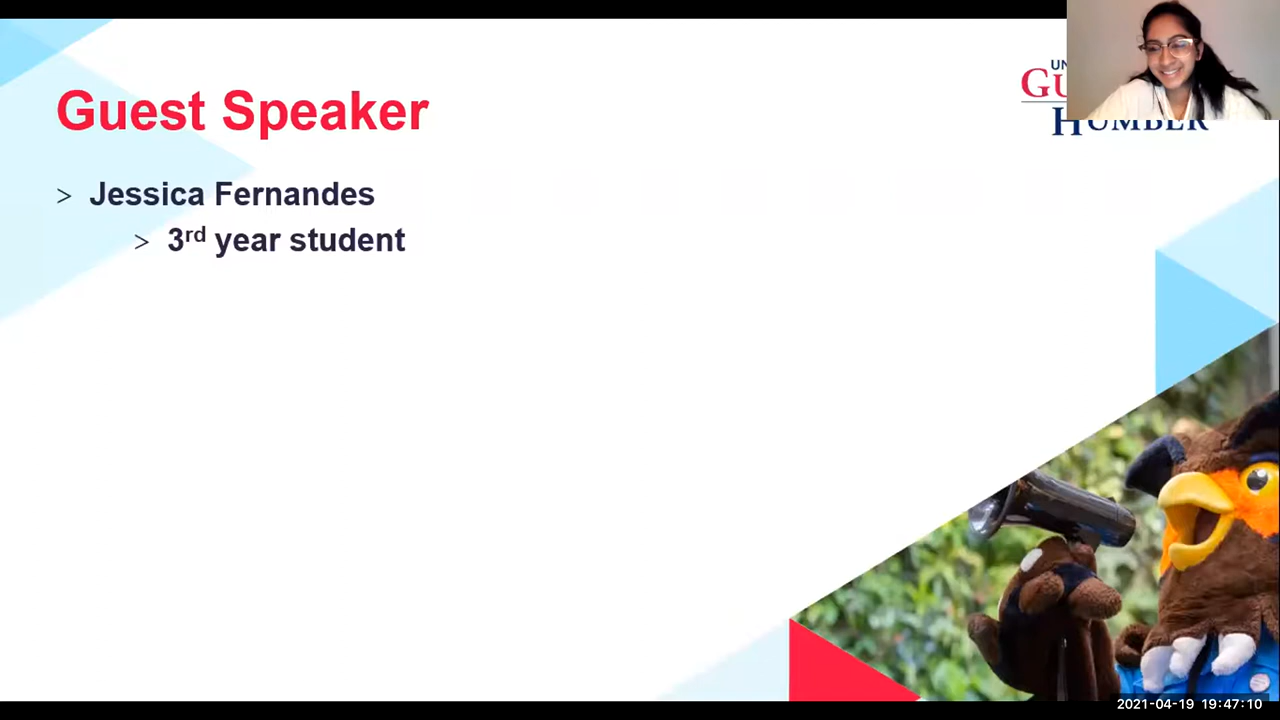 Guest Speaker
> Jessica Fernandes
> 3rd year student
HUMBER
2021-04-19 19:47:10